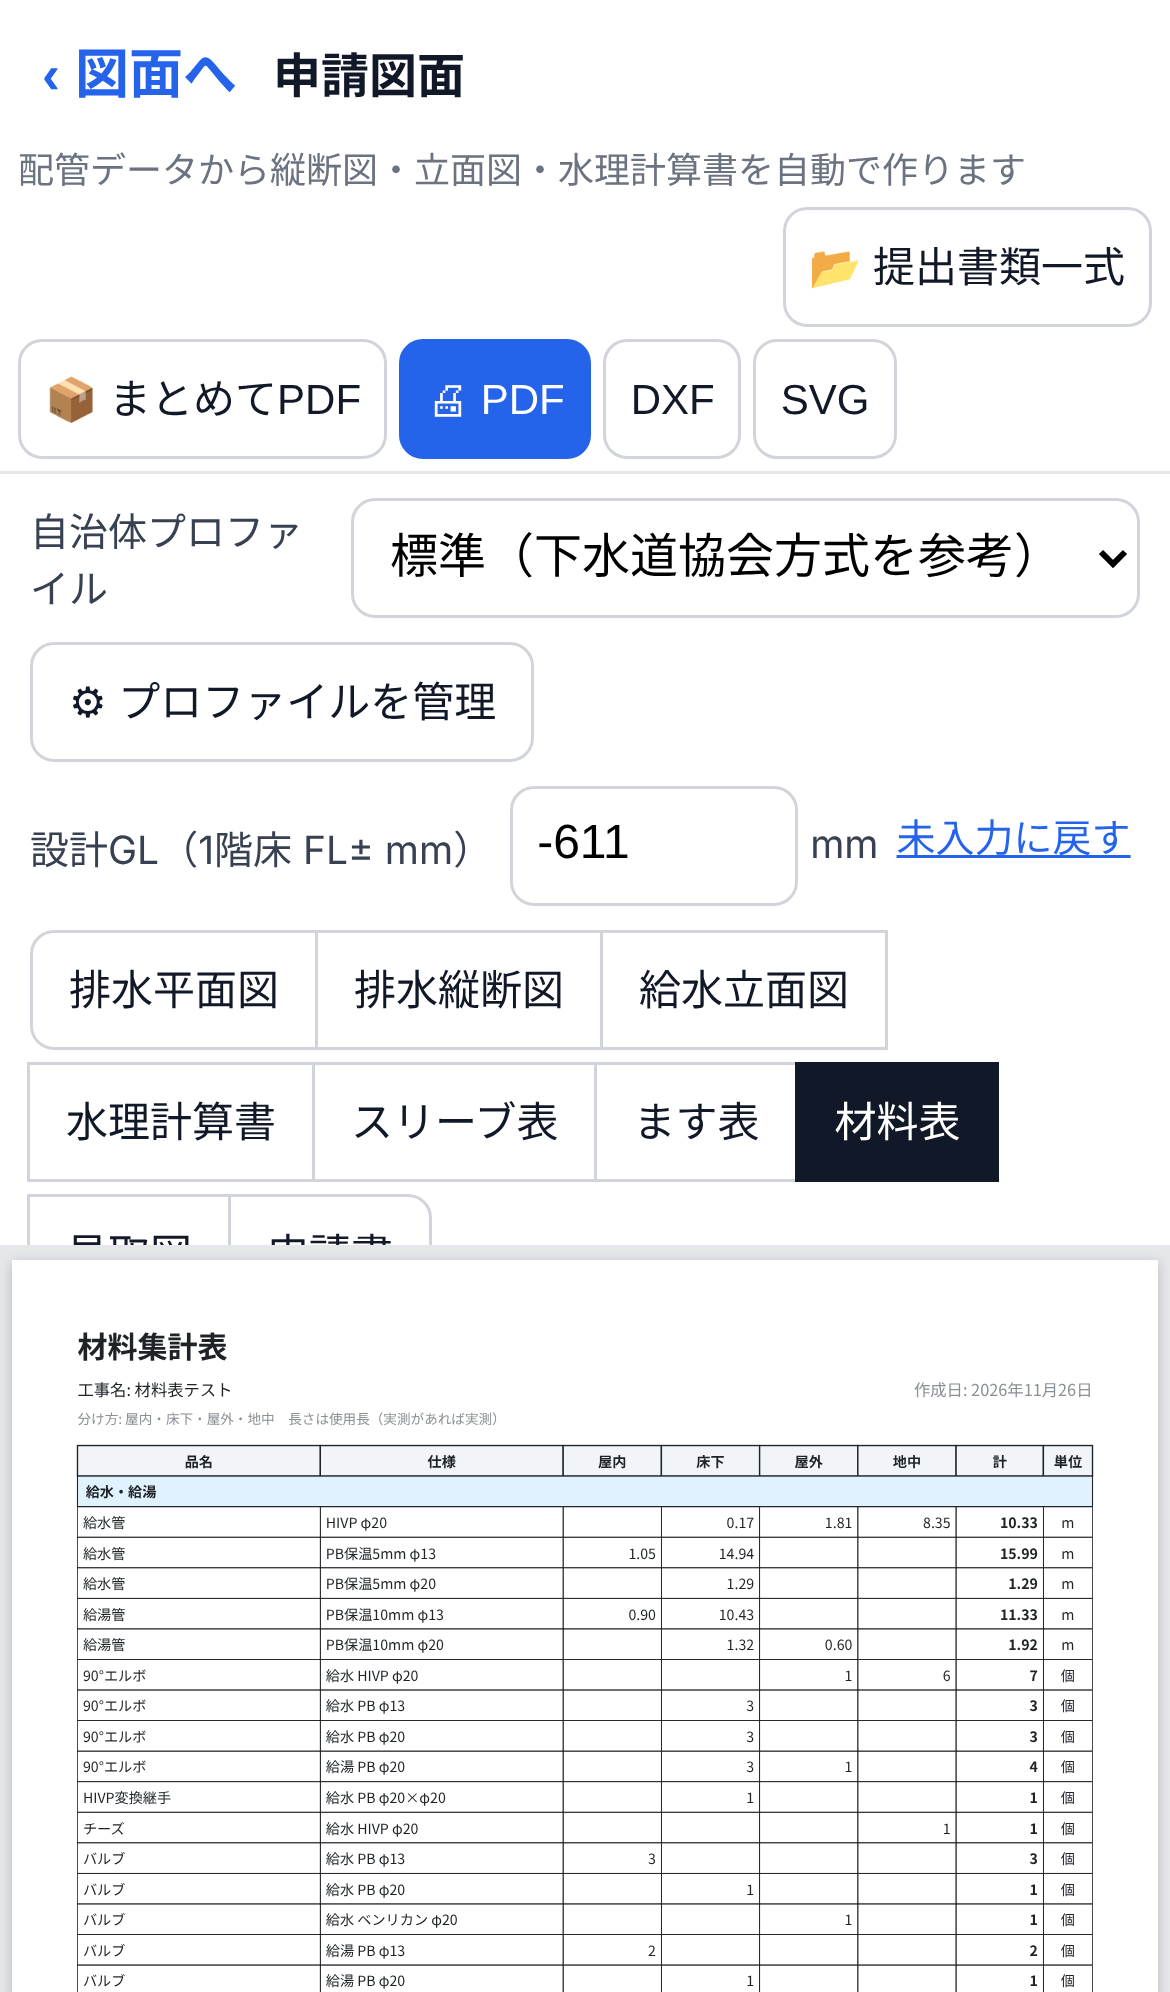 ‹ 図面へ 申請図面
配管データから縦断図・立面図・水理計算書を自動で作ります
📂 提出書類一式
📦 まとめてPDF 🖨 PDF DXF SVG
自治体プロファイル 標準（下水道協会方式を参考）
⚙ プロファイルを管理
設計GL（1階床 FL± mm） -611 mm 未入力に戻す
排水平面図 排水縦断図 給水立面図
水理計算書 スリーブ表 ます表 材料表
見取図 申請書
材料集計表
工事名: 材料表テスト 作成日: 2026年11月26日
分け方: 屋内・床下・屋外・地中 長さは使用長（実測があれば実測）
品名 仕様 屋内 床下 屋外 地中 計 単位
給水・給湯
給水管 HIVP φ20 0.17 1.81 8.35 10.33 m
給水管 PB保温5mm φ13 1.05 14.94 15.99 m
給水管 PB保温5mm φ20 1.29 1.29 m
給湯管 PB保温10mm φ13 0.90 10.43 11.33 m
給湯管 PB保温10mm φ20 1.32 0.60 1.92 m
90°エルボ 給水 HIVP φ20 1 6 7 個
90°エルボ 給水 PB φ13 3 3 個
90°エルボ 給水 PB φ20 3 3 個
90°エルボ 給湯 PB φ20 3 1 4 個
HIVP変換継手 給水 PB φ20×φ20 1 1 個
チーズ 給水 HIVP φ20 1 1 個
バルブ 給水 PB φ13 3 3 個
バルブ 給水 PB φ20 1 1 個
バルブ 給水 ベンリカン φ20 1 1 個
バルブ 給湯 PB φ13 2 2 個
バルブ 給湯 PB φ20 1 1 個